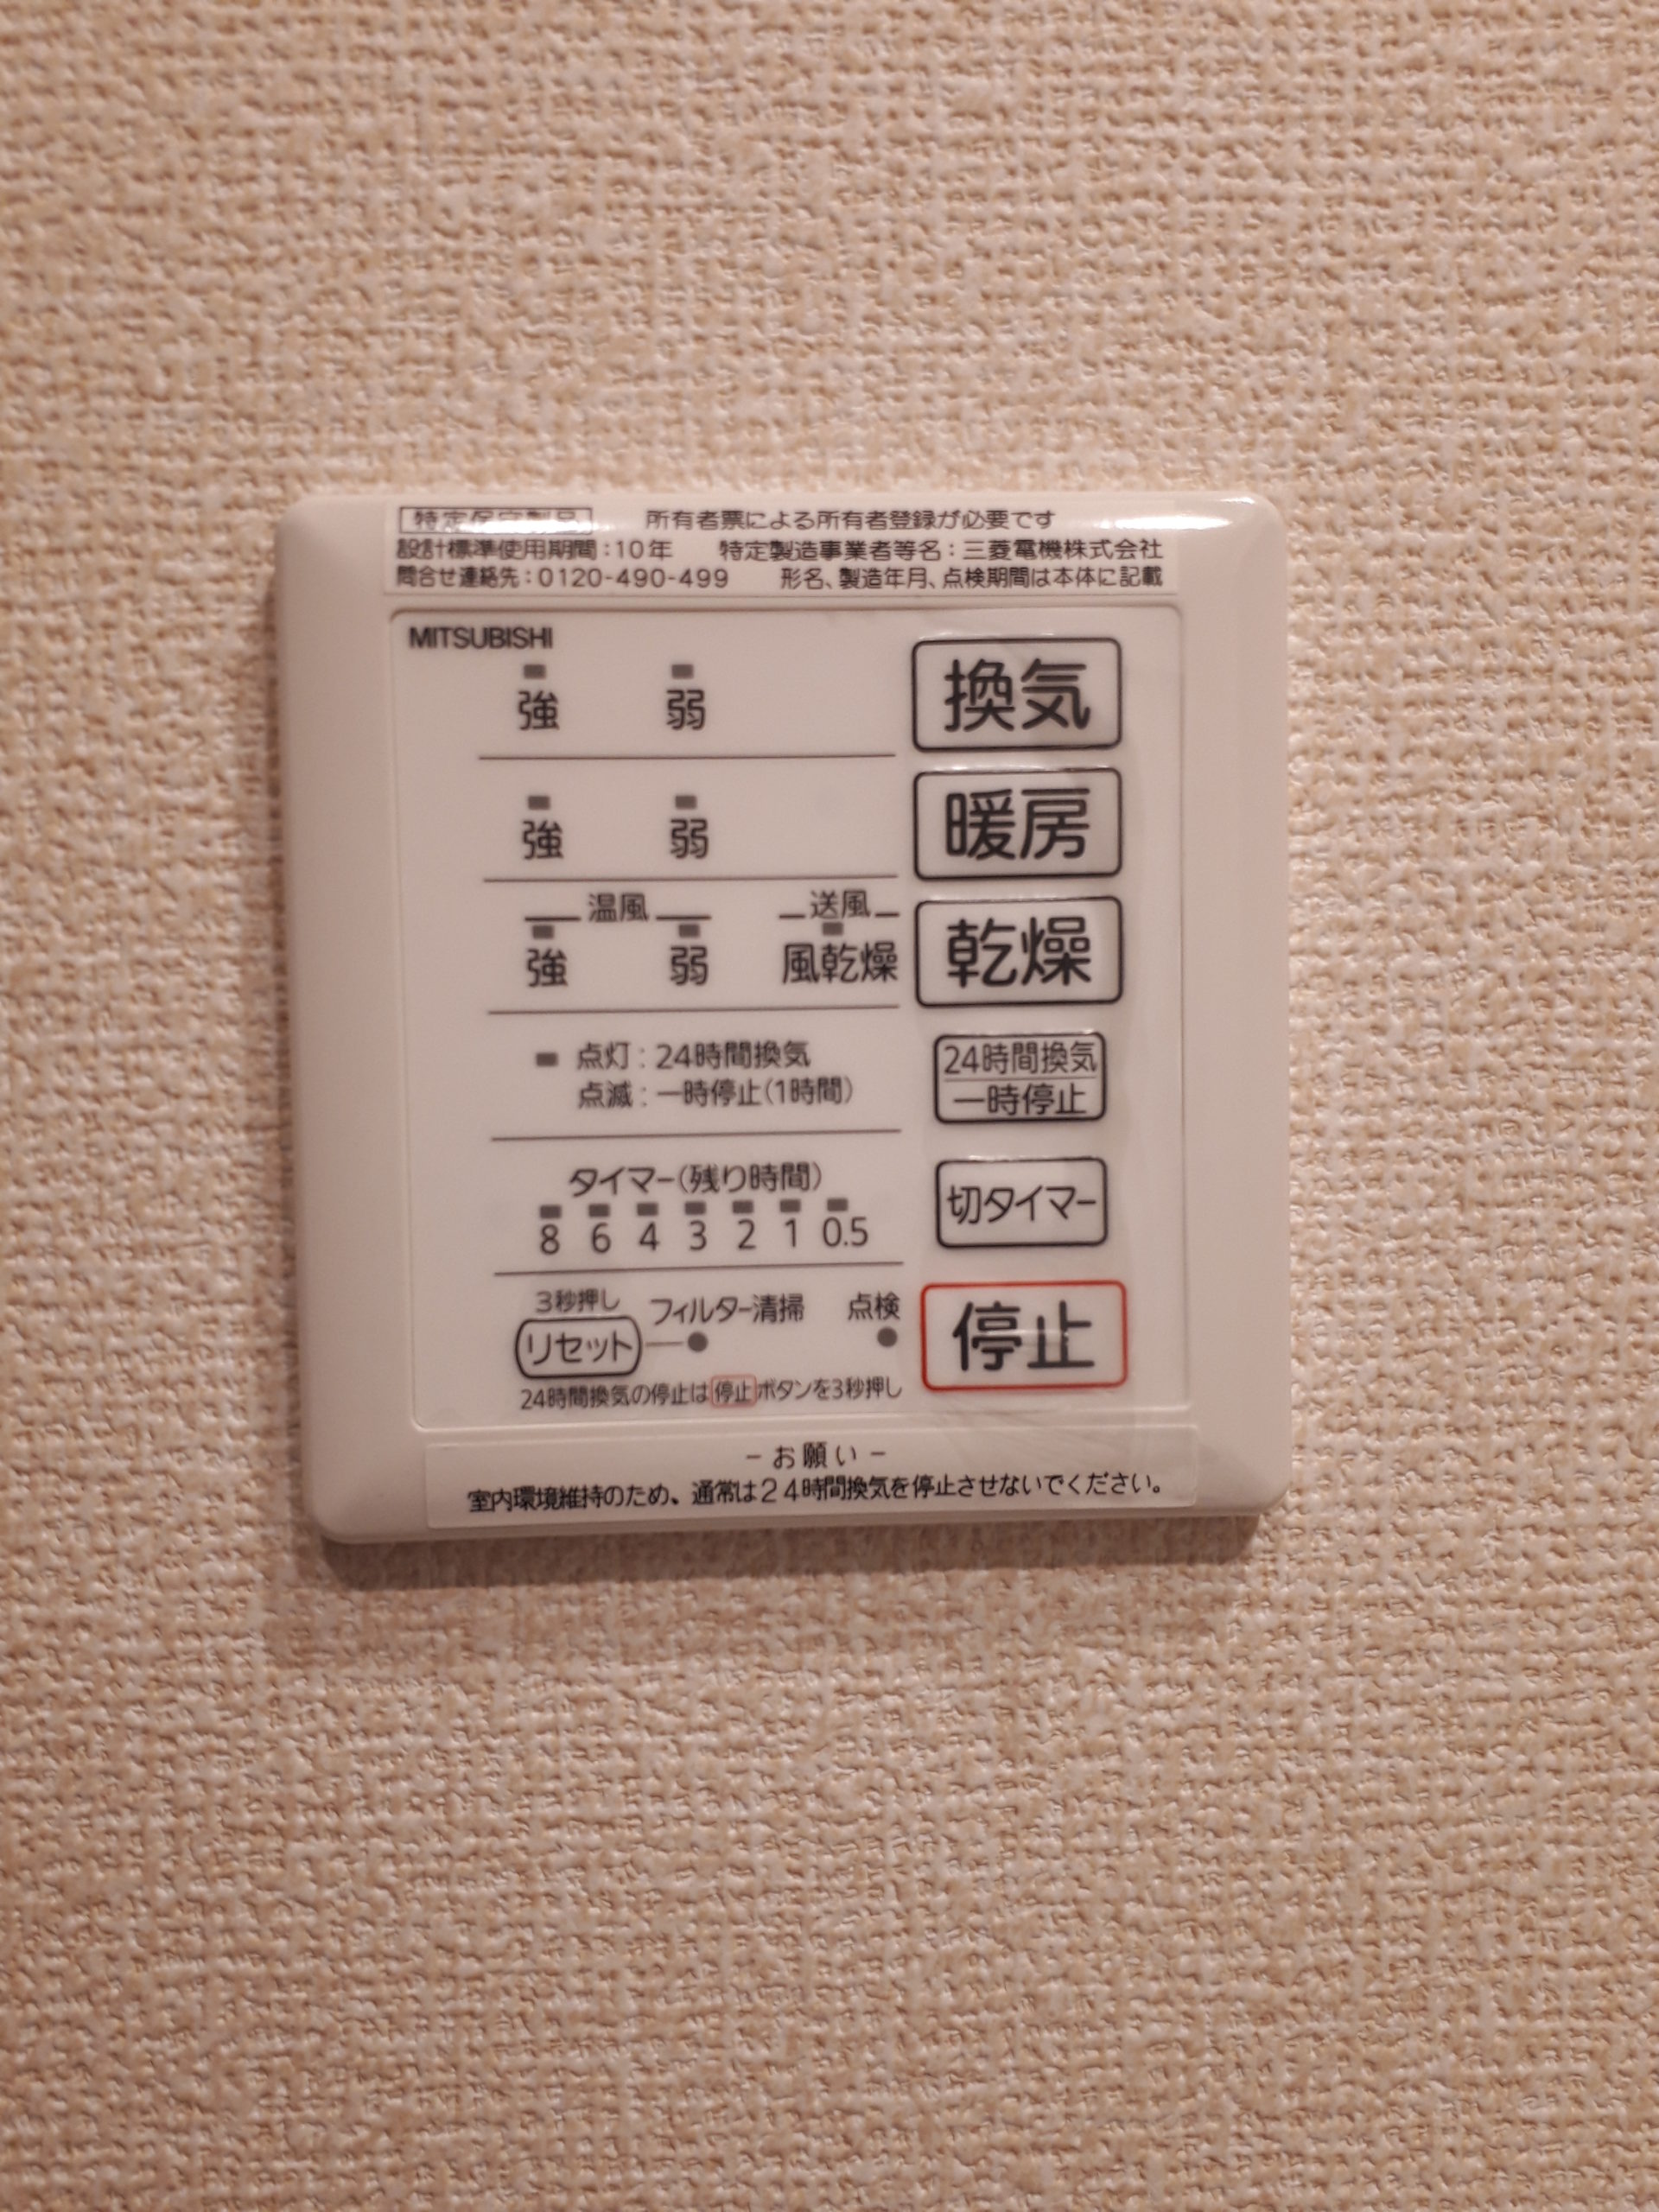 特定保守製品 所有者票による所有者登録が必要です
設計標準使用期間:10年 特定製造事業者等名:三菱電機株式会社
問合せ連絡先:0120-490-499 形名、製造年月、点検期間は本体に記載
MITSUBISHI
強 弱 換気
強 弱 暖房
温風 送風
強 弱 風乾燥 乾燥
点灯:24時間換気
点滅:一時停止(1時間)
24時間換気
一時停止
タイマー(残り時間)
8 6 4 3 2 1 0.5
切タイマー
3秒押し フィルター清掃 点検
リセット
停止
24時間換気の停止は停止ボタンを3秒押し
-お願い-
室内環境維持のため、通常は24時間換気を停止させないでください。